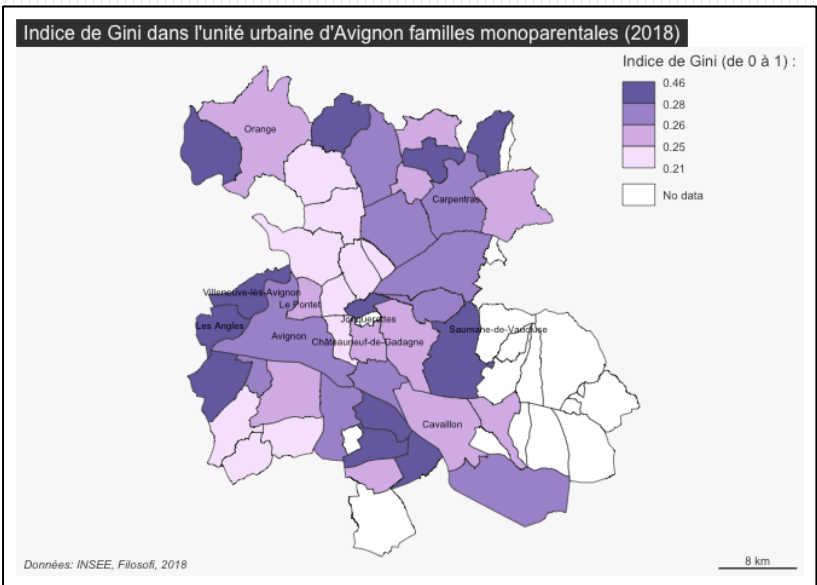 Indice de Gini dans l'unité urbaine d'Avignon familles monoparentales (2018)
Indice de Gini (de 0 à 1) :
0.46
0.28
0.26
0.25
0.21
No data
Orange
Carpentras
Villeneuve-lès-Avignon
Le Pontet
Jonquerettes
Les Angles
Avignon
Châteauneuf-de-Gadagne
Saumane-de-Vaucluse
Cavaillon
Données: INSEE, Filosofi, 2018
8 km